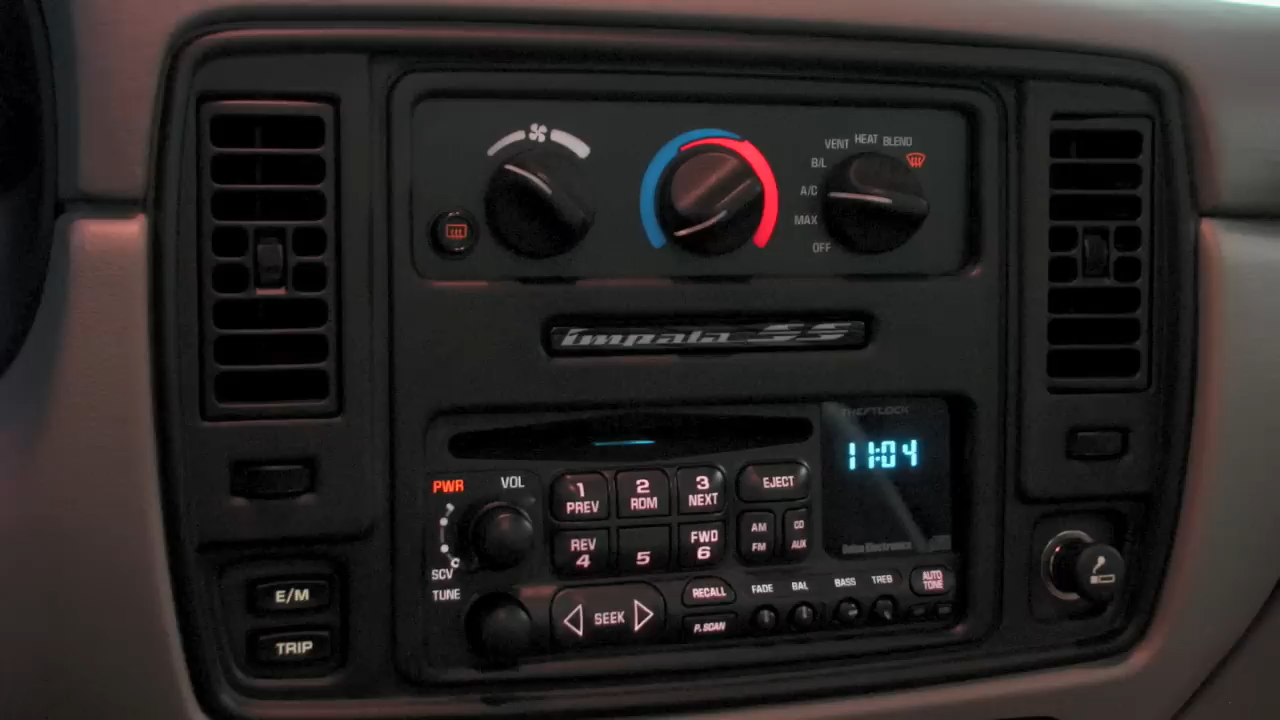 VENT HEAT BLEND
B/L
A/C
MAX
OFF
Impala SS
THEFTLOCK
11:04
PWR VOL
1 PREV
2 RDM
3 NEXT
EJECT
REV 4
5
FWD 6
AM FM
CD AUX
Delco Electronics
SCV
TUNE
SEEK
RECALL
P.SCAN
FADE BAL BASS TREB
AUTO TONE
E/M
TRIP